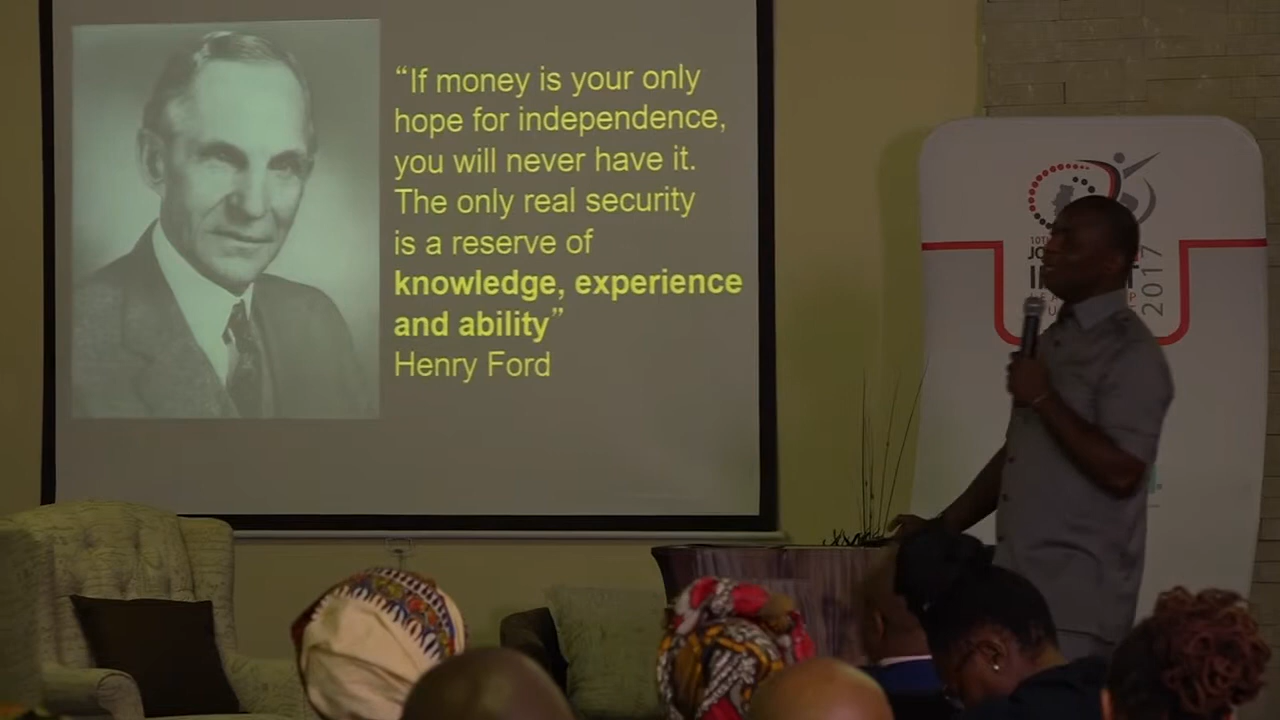 “If money is your only
hope for independence,
you will never have it.
The only real security
is a reserve of
knowledge, experience
and ability”
Henry Ford
2017